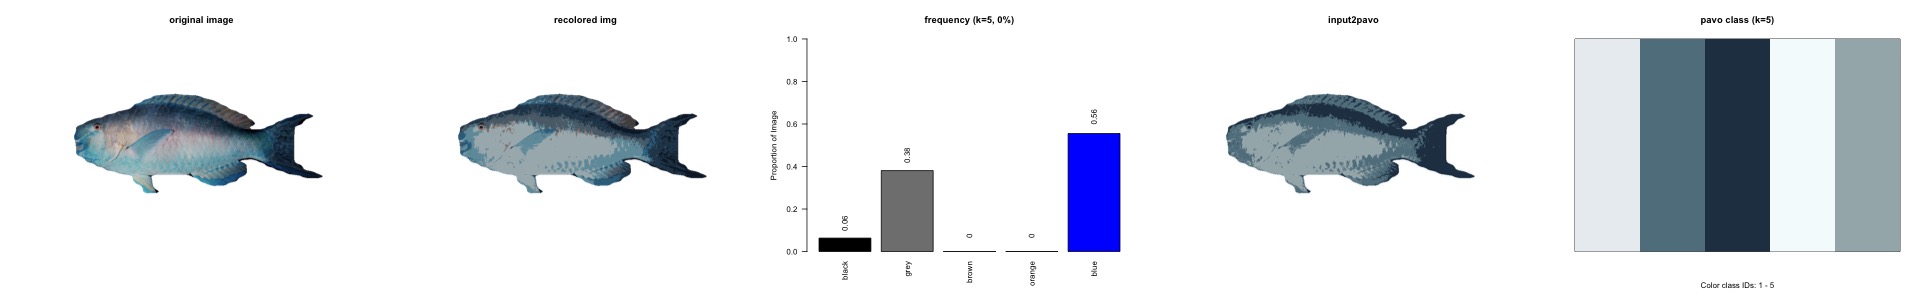 original image
recolored img
frequency (k=5, 0%)
input2pavo
pavo class (k=5)
Proportion of Image
1.0
0.8
0.6
0.4
0.2
0.0
0.06
0.38
0
0
0.56
black
grey
brown
orange
blue
Color class IDs: 1 - 5